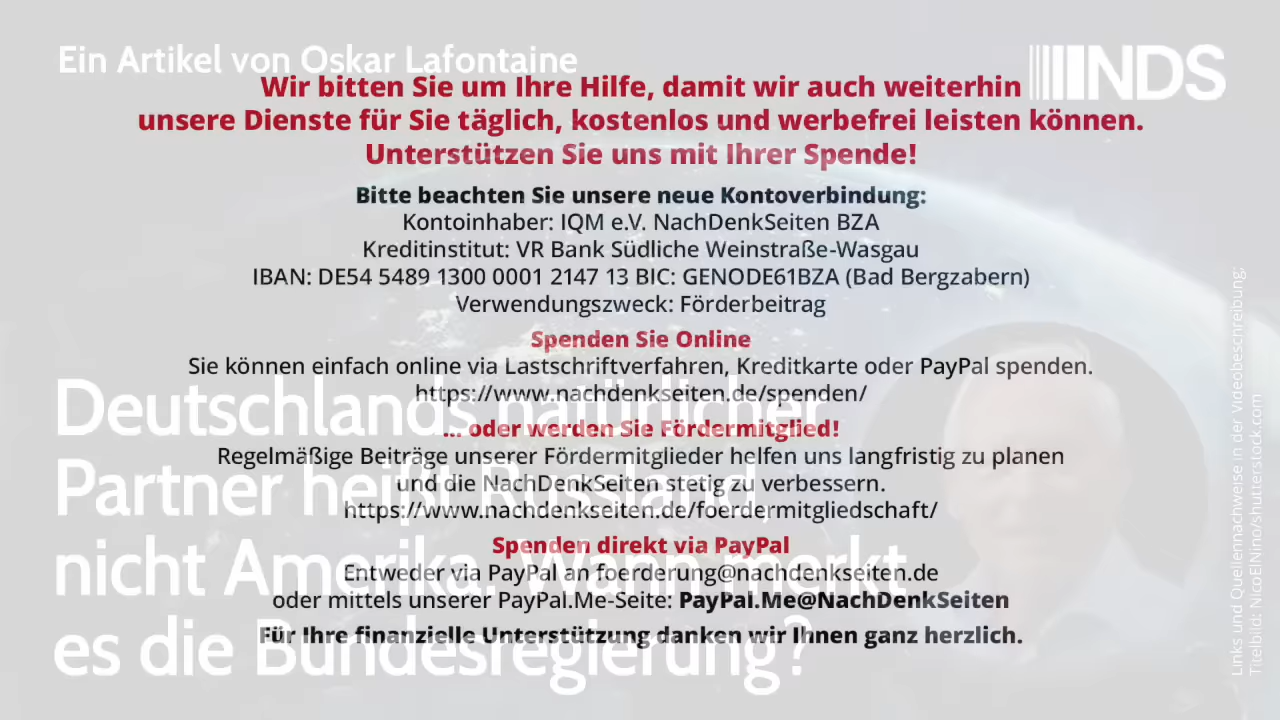 Ein Artikel von Oskar Lafontaine
NDS
Wir bitten Sie um Ihre Hilfe, damit wir auch weiterhin
unsere Dienste für Sie täglich, kostenlos und werbefrei leisten können.
Unterstützen Sie uns mit Ihrer Spende!
Bitte beachten Sie unsere neue Kontoverbindung:
Kontoinhaber: IQM e.V. NachDenkSeiten BZA
Kreditinstitut: VR Bank Südliche Weinstraße-Wasgau
IBAN: DE54 5489 1300 0001 2147 13 BIC: GENODE61BZA (Bad Bergzabern)
Verwendungszweck: Förderbeitrag
Spenden Sie Online
Sie können einfach online via Lastschriftverfahren, Kreditkarte oder PayPal spenden.
https://www.nachdenkseiten.de/spenden/
... oder werden Sie Fördermitglied!
Regelmäßige Beiträge unserer Fördermitglieder helfen uns langfristig zu planen
und die NachDenkSeiten stetig zu verbessern.
https://www.nachdenkseiten.de/foerdermitgliedschaft/
Spenden direkt via PayPal
Entweder via PayPal an foerderung@nachdenkseiten.de
oder mittels unserer PayPal.Me-Seite: PayPal.Me@NachDenkSeiten
Für Ihre finanzielle Unterstützung danken wir Ihnen ganz herzlich.
Deutschlands natürlicher
Partner heißt Russland,
nicht Amerika. Wann merkt
es die Bundesregierung?
Links und Quellennachweise in der Videobeschreibung;
Titelbild: NicoElNino/shutterstock.com